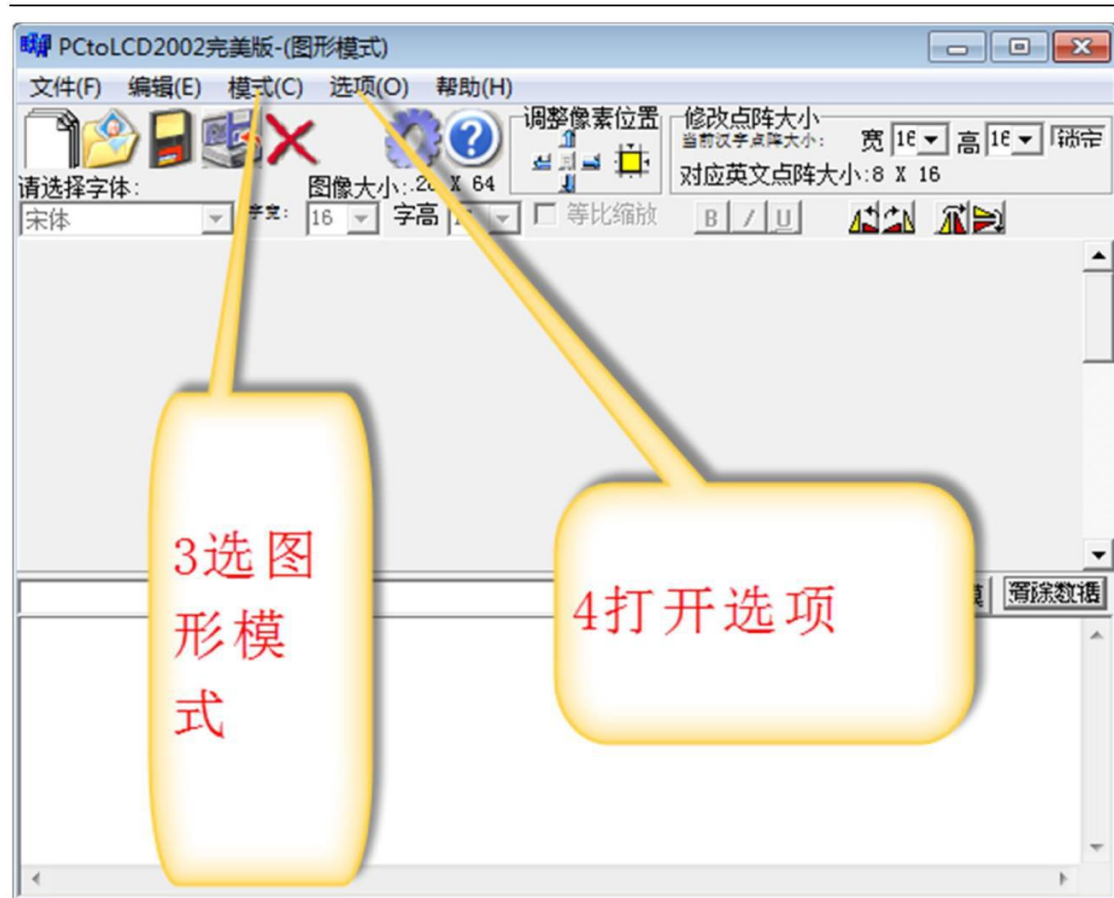 PCtoLCD2002完美版-(图形模式)
文件(F) 编辑(E) 模式(C) 选项(O) 帮助(H)
调整像素位置
修改点阵大小
当前汉字点阵大小: 宽 16 高 16 锁定
请选择字体:
图像大小: X 64
对应英文点阵大小:8 X 16
宋体
字宽: 16 字高
等比缩放
B I U
清除数据
3选图
形模
式
4打开选项